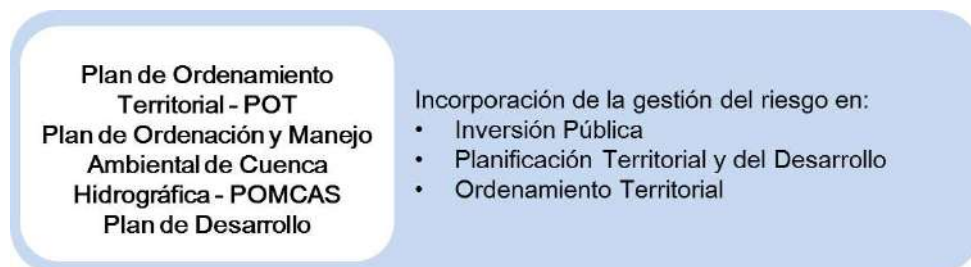 Plan de Ordenamiento
Territorial - POT
Plan de Ordenación y Manejo
Ambiental de Cuenca
Hidrográfica - POMCAS
Plan de Desarrollo
Incorporación de la gestión del riesgo en:
• Inversión Pública
• Planificación Territorial y del Desarrollo
• Ordenamiento Territorial